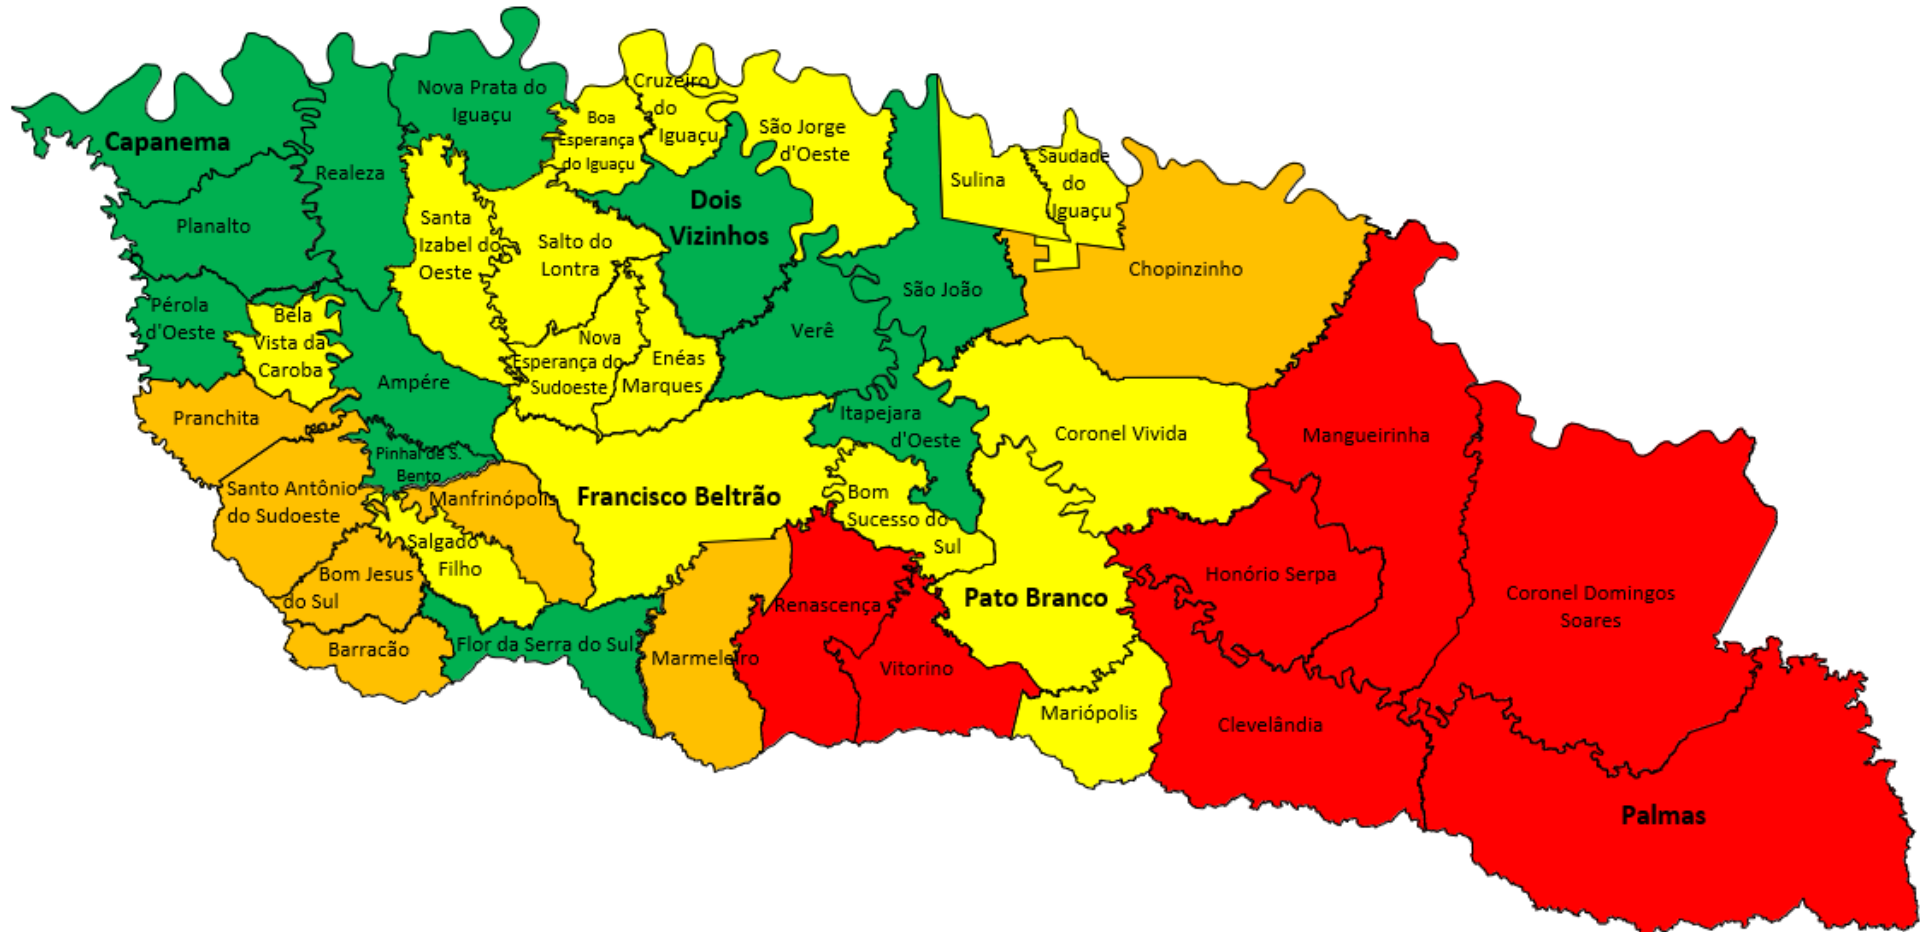 Capanema
Realeza
Nova Prata do
Iguaçu
Planalto
Boa
Esperança
do Iguaçu
Cruzeiro
do
Iguaçu
São Jorge
d'Oeste
Sulina
Saudade
do
Iguaçu
Chopinzinho
Dois
Vizinhos
Santa
Izabel do
Oeste
Salto do
Lontra
São João
Verê
Pérola
d'Oeste
Bela
Vista da
Caroba
Ampére
Nova
Esperança do
Sudoeste
Enéas
Marques
Pranchita
Pinhal de S.
Bento
Itapejara
d'Oeste
Coronel Vivida
Mangueirinha
Santo Antônio
do Sudoeste
Manfrinópolis
Francisco Beltrão
Bom
Sucesso do
Sul
Salgado
Filho
Bom Jesus
do Sul
Barracão
Flor da Serra do Sul
Marmeleiro
Renascença
Vitorino
Pato Branco
Mariópolis
Honório Serpa
Clevelândia
Coronel Domingos
Soares
Palmas